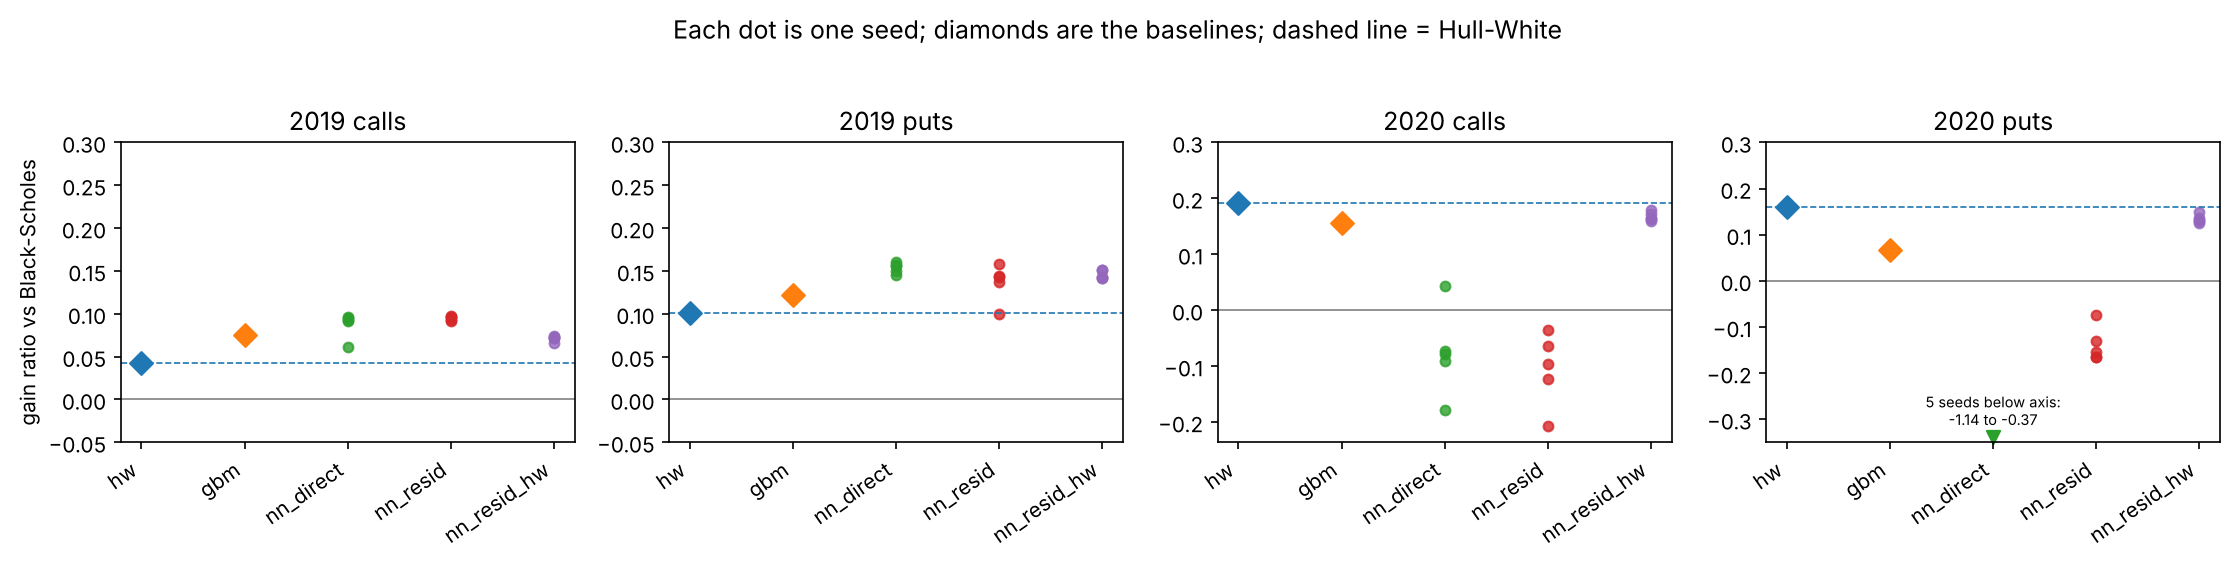 Each dot is one seed; diamonds are the baselines; dashed line = Hull-White
2019 calls
gain ratio vs Black-Scholes
0.30
0.25
0.20
0.15
0.10
0.05
0.00
−0.05
hw
gbm
nn_direct
nn_resid
nn_resid_hw
2019 puts
0.30
0.25
0.20
0.15
0.10
0.05
0.00
−0.05
hw
gbm
nn_direct
nn_resid
nn_resid_hw
2020 calls
0.3
0.2
0.1
0.0
−0.1
−0.2
hw
gbm
nn_direct
nn_resid
nn_resid_hw
2020 puts
0.3
0.2
0.1
0.0
−0.1
−0.2
−0.3
5 seeds below axis:
-1.14 to -0.37
hw
gbm
nn_direct
nn_resid
nn_resid_hw